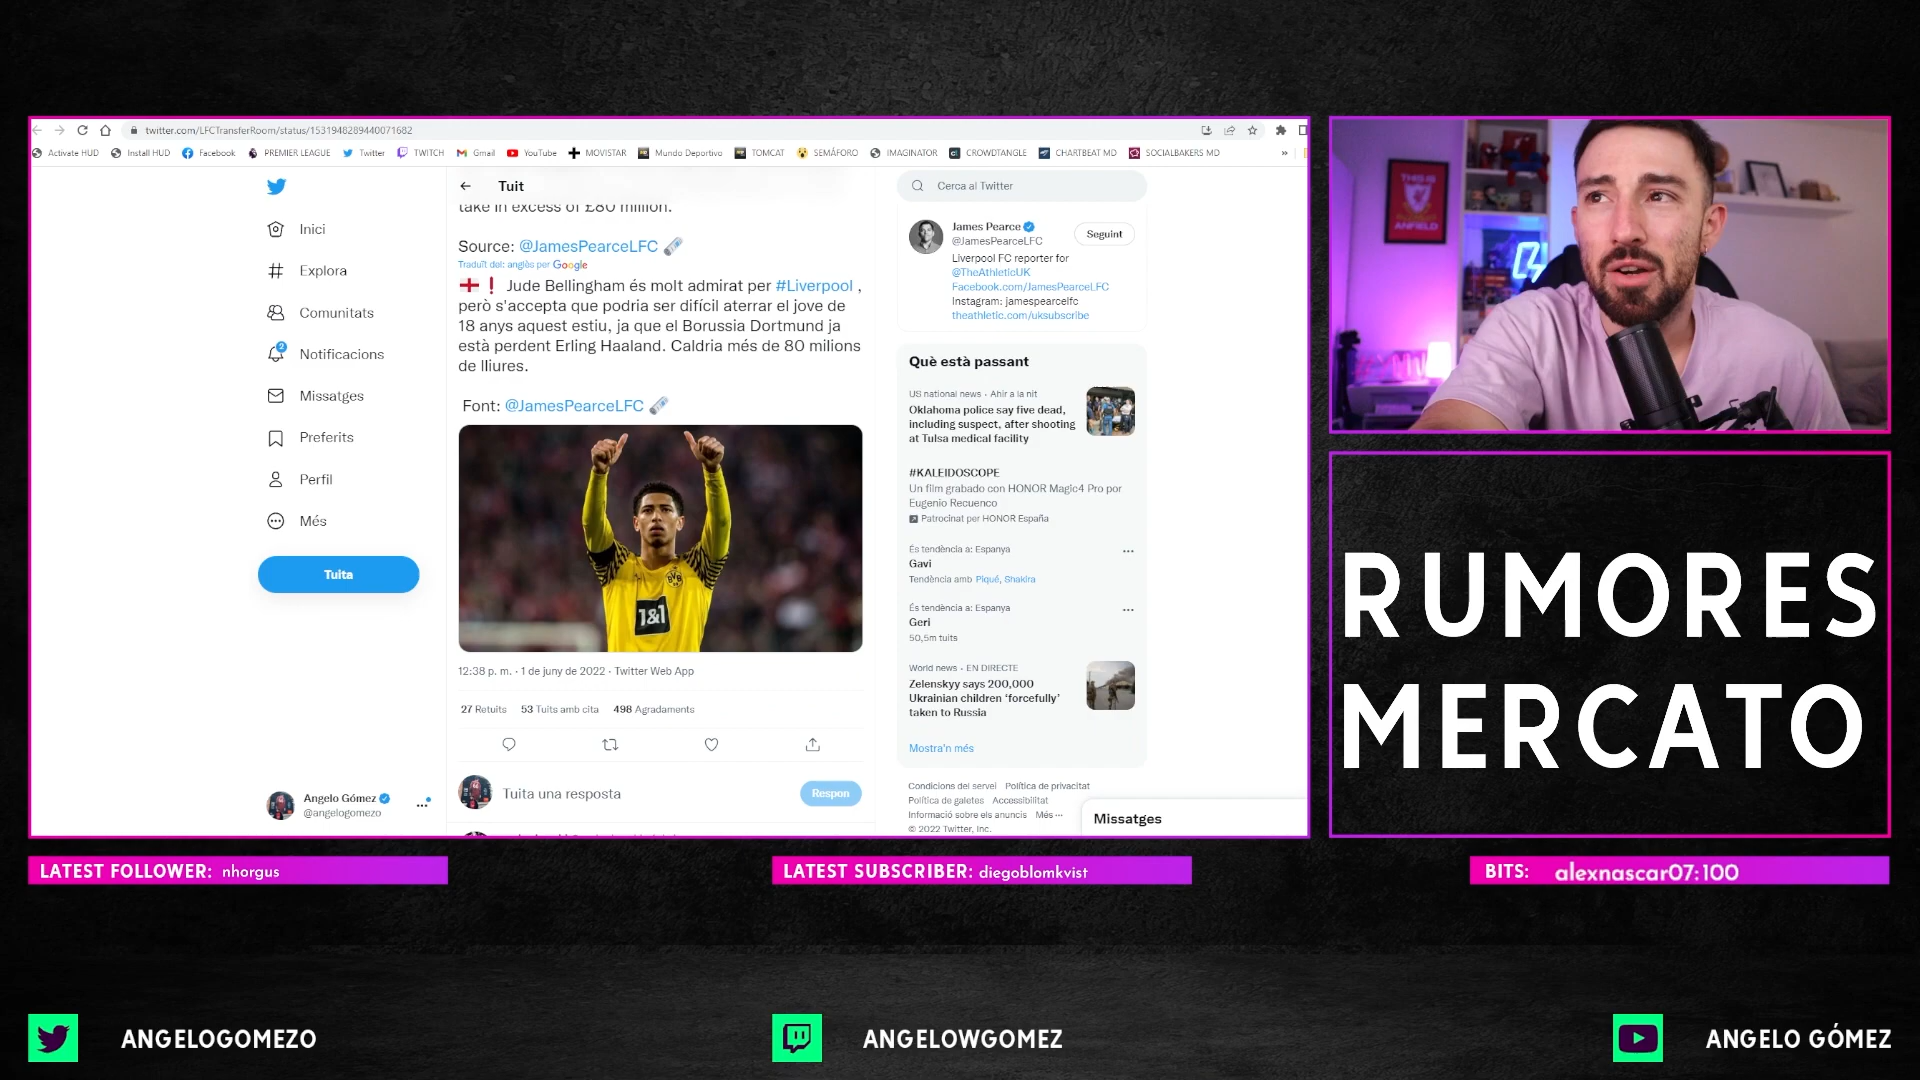 twitter.com/LFCTransferRoom/status/1531948289440071682
Activate HUD Install HUD Facebook PREMIER LEAGUE Twitter TWITCH Gmail YouTube MOVISTAR Mundo Deportivo TOMCAT SEMÁFORO IMAGINATOR CROWDTANGLE CHARTBEAT MD SOCIALBAKERS MD »
Inici
Explora
Comunitats
2
Notificacions
Missatges
Preferits
Perfil
Més
Tuita
Angelo Gómez
@angelogomezo
Tuit
take in excess of £80 million.
Source: @JamesPearceLFC
Traduït del: anglès per Google
Jude Bellingham és molt admirat per #Liverpool ,
però s'accepta que podria ser difícil aterrar el jove de
18 anys aquest estiu, ja que el Borussia Dortmund ja
està perdent Erling Haaland. Caldria més de 80 milions
de lliures.
Font: @JamesPearceLFC
BVB
1&1
12:38 p. m. · 1 de juny de 2022 · Twitter Web App
27 Retuits 53 Tuits amb cita 498 Agradaments
Tuita una resposta
Respon
Cerca al Twitter
James Pearce
@JamesPearceLFC
Seguint
Liverpool FC reporter for
@TheAthleticUK
Facebook.com/JamesPearceLFC
Instagram: jamespearcelfc
theathletic.com/uksubscribe
Què està passant
US national news · Ahir a la nit
Oklahoma police say five dead,
including suspect, after shooting
at Tulsa medical facility
#KALEIDOSCOPE
Un film grabado con HONOR Magic4 Pro por
Eugenio Recuenco
Patrocinat per HONOR España
És tendència a: Espanya
Gavi
Tendència amb Piqué, Shakira
És tendència a: Espanya
Geri
50,5m tuits
World news · EN DIRECTE
Zelenskyy says 200,000
Ukrainian children ‘forcefully’
taken to Russia
Mostra'n més
Condicions del servei Política de privacitat
Política de galetes Accessibilitat
Informació sobre els anuncis Més ···
© 2022 Twitter, Inc.
Missatges
THIS IS
ANFIELD
RUMORES
MERCATO
LATEST FOLLOWER: nhorgus
LATEST SUBSCRIBER: diegoblomkvist
BITS: alexnascar07: 100
ANGELOGOMEZO
ANGELOWGOMEZ
ANGELO GÓMEZ